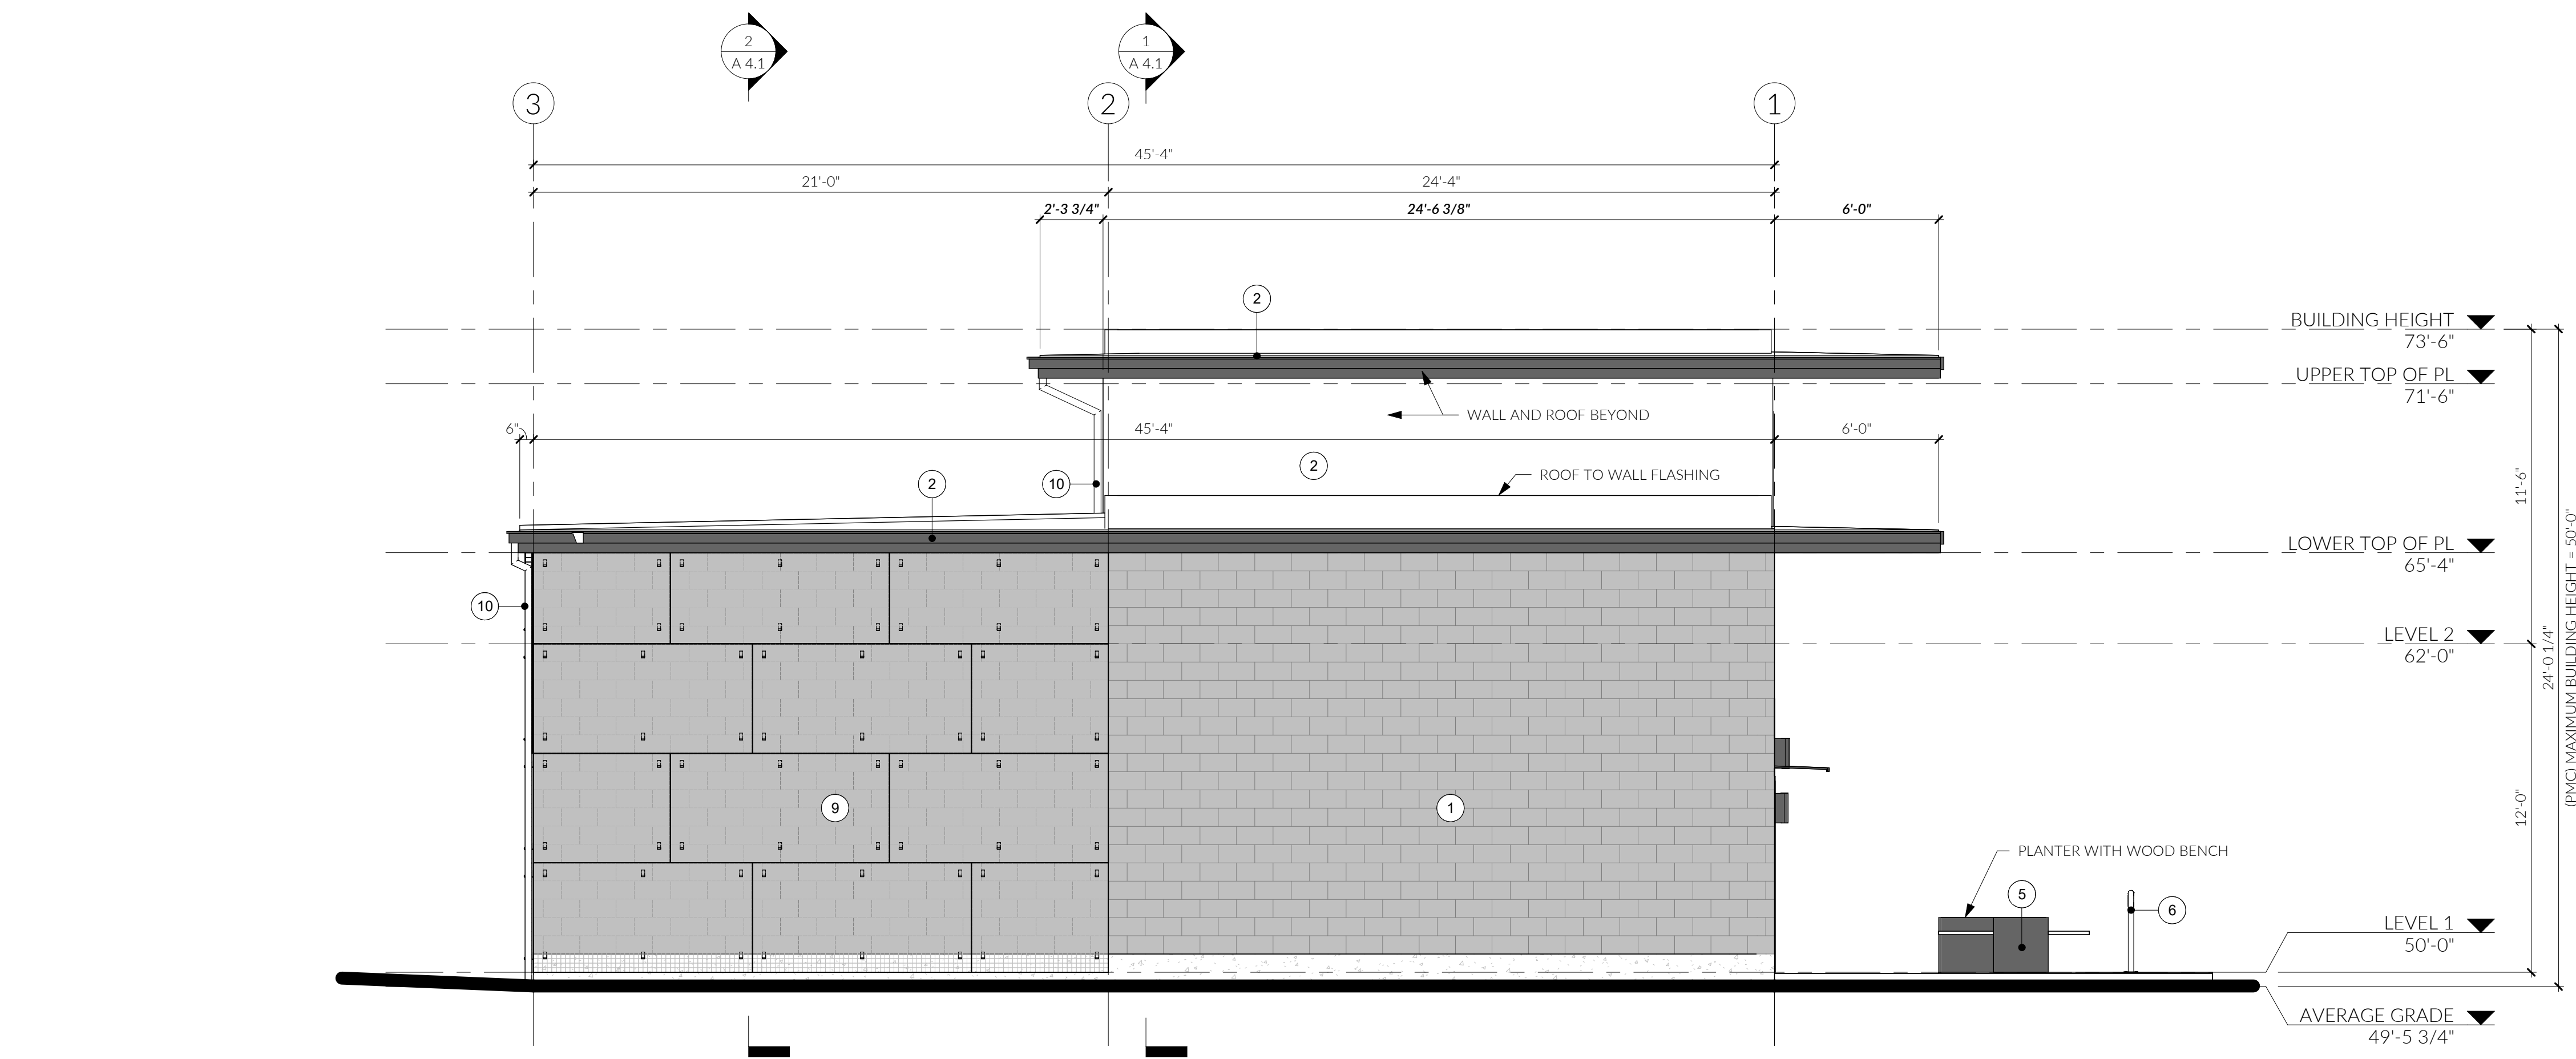 2
A 4.1
1
A 4.1
3
2
1
45'-4"
21'-0"
24'-4"
2'-3 3/4"
24'-6 3/8"
6'-0"
2
BUILDING HEIGHT
73'-6"
UPPER TOP OF PL
71'-6"
WALL AND ROOF BEYOND
6"
45'-4"
6'-0"
2
ROOF TO WALL FLASHING
2
10
11'-6"
LOWER TOP OF PL
65'-4"
10
LEVEL 2
62'-0"
24'-0 1/4"
(PMC) MAXIMUM BUILDING HEIGHT = 50'-0"
9
1
12'-0"
PLANTER WITH WOOD BENCH
5
6
LEVEL 1
50'-0"
AVERAGE GRADE
49'-5 3/4"